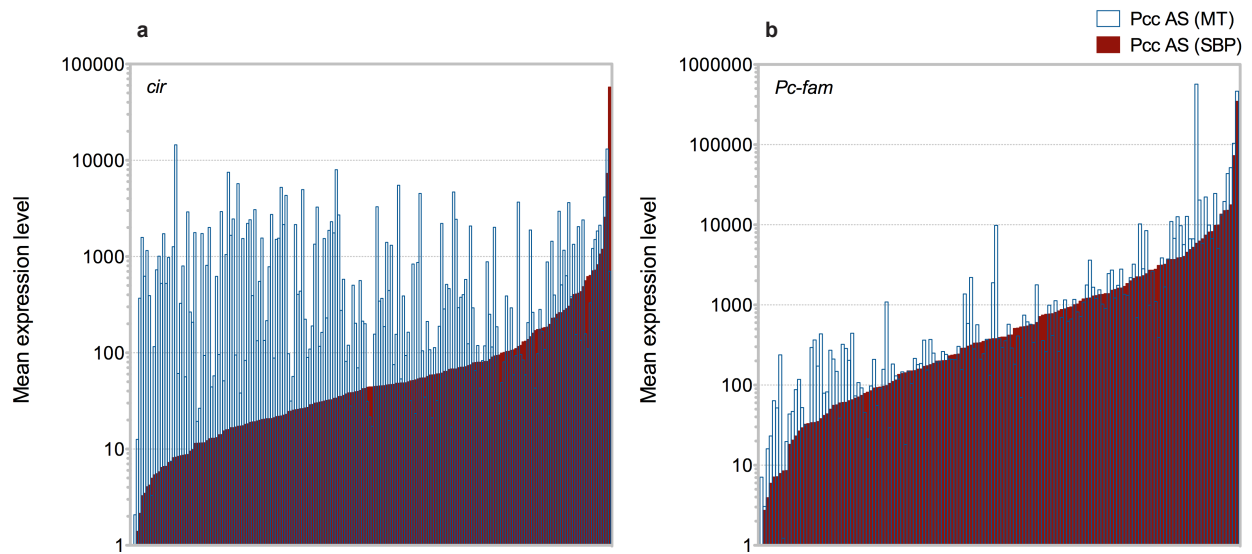 a
b
Pcc AS (MT)
Pcc AS (SBP)
Mean expression level
100000
10000
1000
100
10
1
cir
Mean expression level
1000000
100000
10000
1000
100
10
1
Pc-fam